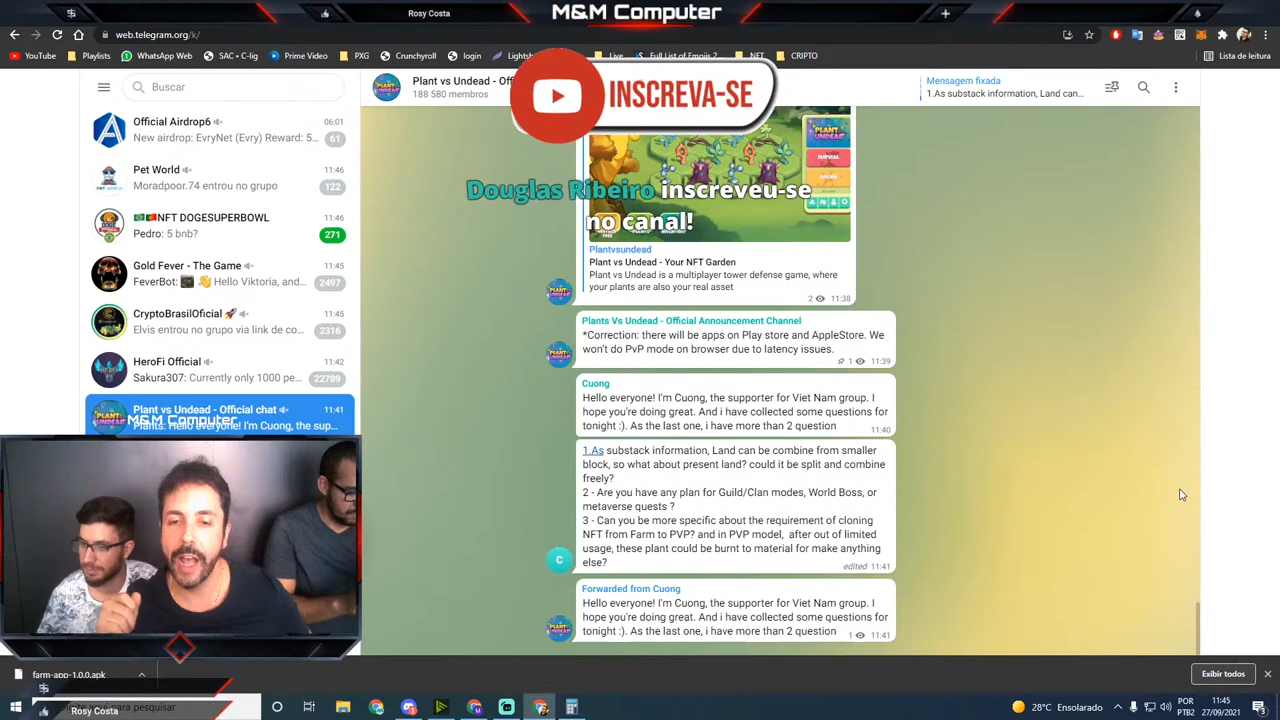 M&M Computer
Rosy Costa
web.telegram.org/
YouTube
Playlists
WhatsApp Web
SAC + C-lig
Prime Video
PXG
Crunchyroll
login
Lightsh
Live
Full List of Emojis
NFT
CRIPTO
Lista de leitura
Buscar
Plant vs Undead - Of
188 580 membros
INSCREVA-SE
Mensagem fixada
1.As substack information, Land can...
Official Airdrop6
06:01
New airdrop: EvryNet (Evry) Reward: 5...
61
Pet World
11:46
Moradpoor.74 entrou no grupo
122
NFT DOGESUPERBOWL
11:46
Pedro: 5 bnb?
271
Gold Fever - The Game
11:45
FeverBot: Hello Viktoria, and...
2497
CryptoBrasilOficial
11:45
Elvis entrou no grupo via link de co...
2316
HeroFi Official
11:42
Sakura307: Currently only 1000 pe...
22789
Plant vs Undead - Official chat
11:41
M&M Computer
Plants: Hello everyone! I'm Cuong, the sup...
Douglas Ribeiro inscreveu-se
no canal!
PLANT UNDEAD
SURVIAL
Plantvsundead
Plant vs Undead - Your NFT Garden
Plant vs Undead is a multiplayer tower defense game, where
your plants are also your real asset
2 11:38
Plants Vs Undead - Official Announcement Channel
*Correction: there will be apps on Play store and AppleStore. We
won't do PvP mode on browser due to latency issues.
1 11:39
Cuong
Hello everyone! I'm Cuong, the supporter for Viet Nam group. I
hope you're doing great. And i have collected some questions for
tonight :). As the last one, i have more than 2 question
11:40
1.As substack information, Land can be combine from smaller
block, so what about present land? could it be split and combine
freely?
2 - Are you have any plan for Guild/Clan modes, World Boss, or
metaverse quests ?
3 - Can you be more specific about the requirement of cloning
NFT from Farm to PVP? and in PVP model, after out of limited
usage, these plant could be burnt to material for make anything
else?
edited 11:41
C
Forwarded from Cuong
Hello everyone! I'm Cuong, the supporter for Viet Nam group. I
hope you're doing great. And i have collected some questions for
tonight :). As the last one, i have more than 2 question
1 11:41
farm-app-1.0.0.apk
Exibir todos
aqui para pesquisar
Rosy Costa
28°C Ensolarado
POR
PTB2
11:45
27/09/2021